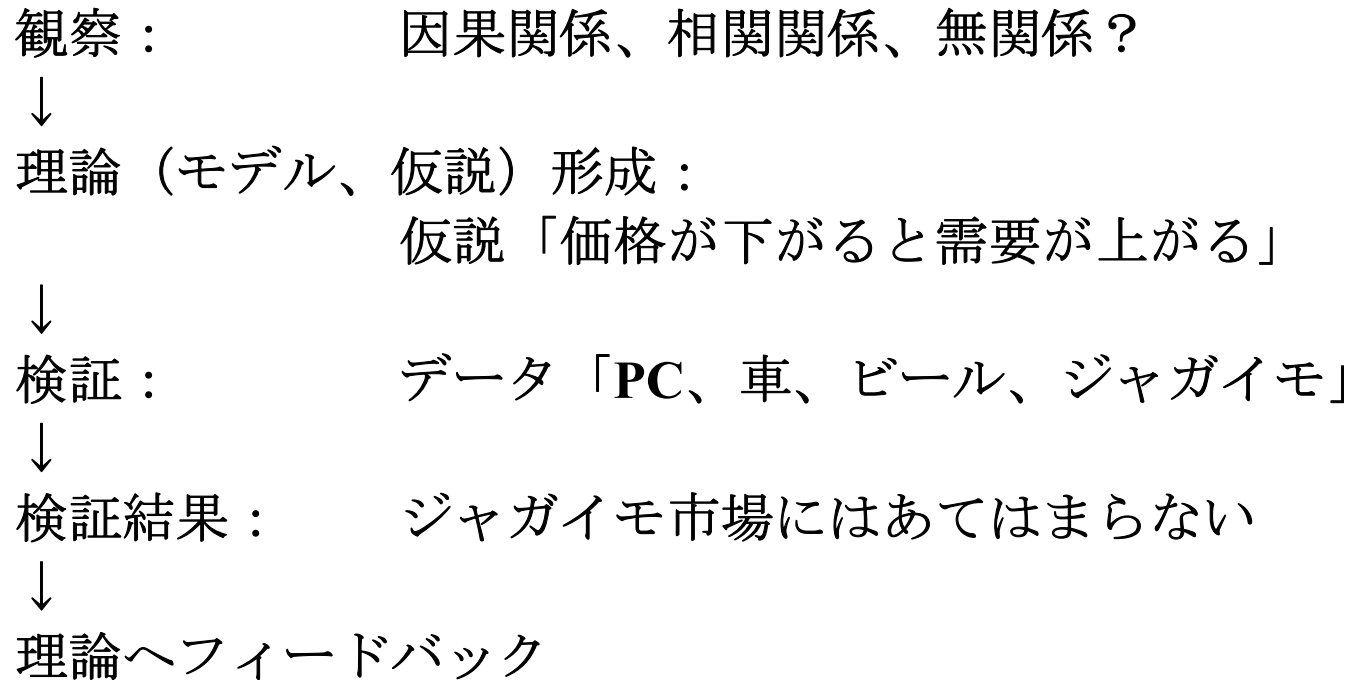 観察： 因果関係、相関関係、無関係？
↓
理論（モデル、仮説）形成：
仮説「価格が下がると需要が上がる」
↓
検証： データ「PC、車、ビール、ジャガイモ」
↓
検証結果： ジャガイモ市場にはあてはまらない
↓
理論へフィードバック